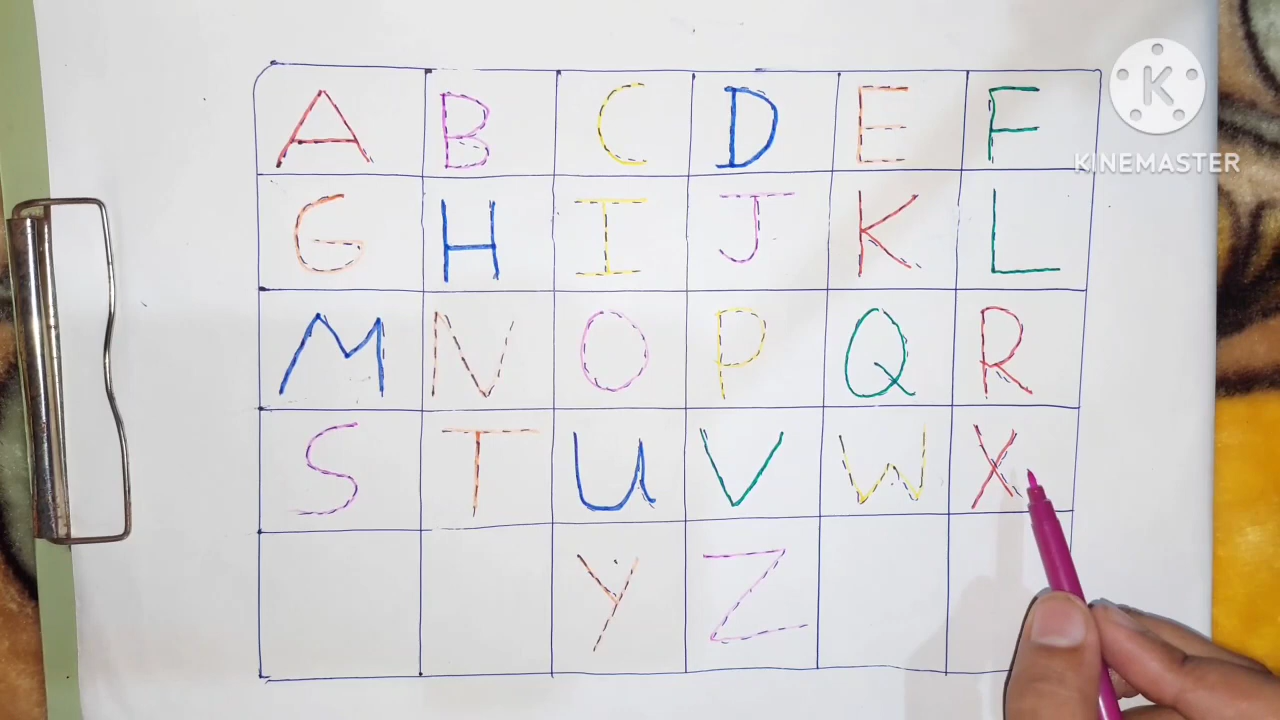 A B C D E F
K
KINEMASTER
G H I J K L
M N O P Q R
S T U V W X
Y Z